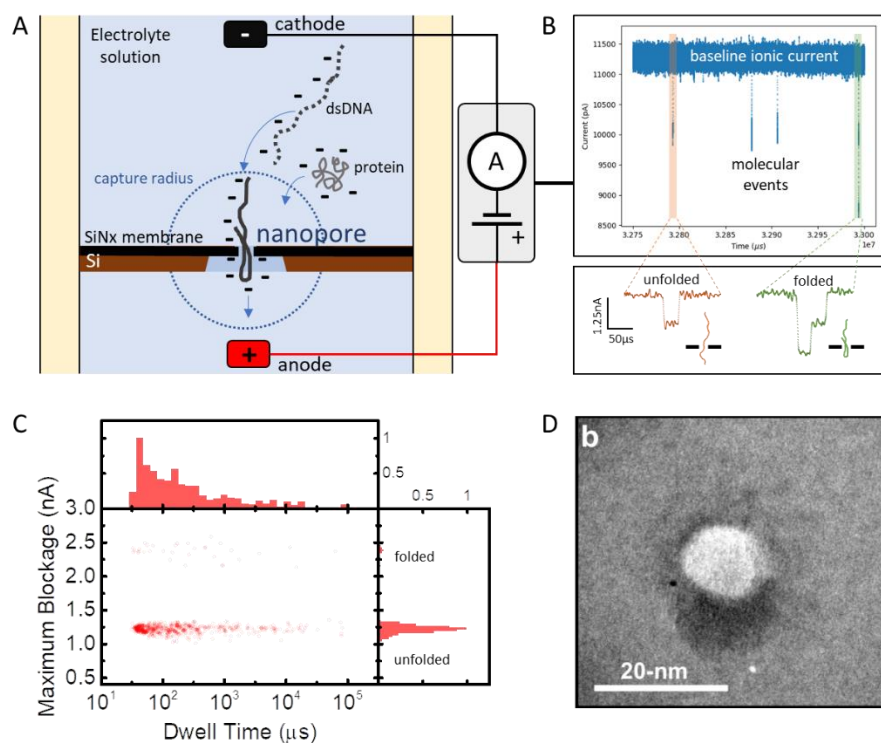 A
-
cathode
Electrolyte
solution
dsDNA
protein
capture radius
nanopore
SiNx membrane
Si
+
anode
A
+
B
11500
11000
10500
10000
9500
9000
8500
Current (pA)
baseline ionic current
molecular
events
3.275
3.280
3.285
3.290
3.295
3.300
1e7
Time (μs)
unfolded
folded
1.25nA
50μs
C
1
0.5
0.5
1
Maximum Blockage (nA)
3.0
2.5
2.0
1.5
1.0
0.5
folded
unfolded
10¹
10²
10³
10⁴
10⁵
Dwell Time (μs)
D
b
20-nm